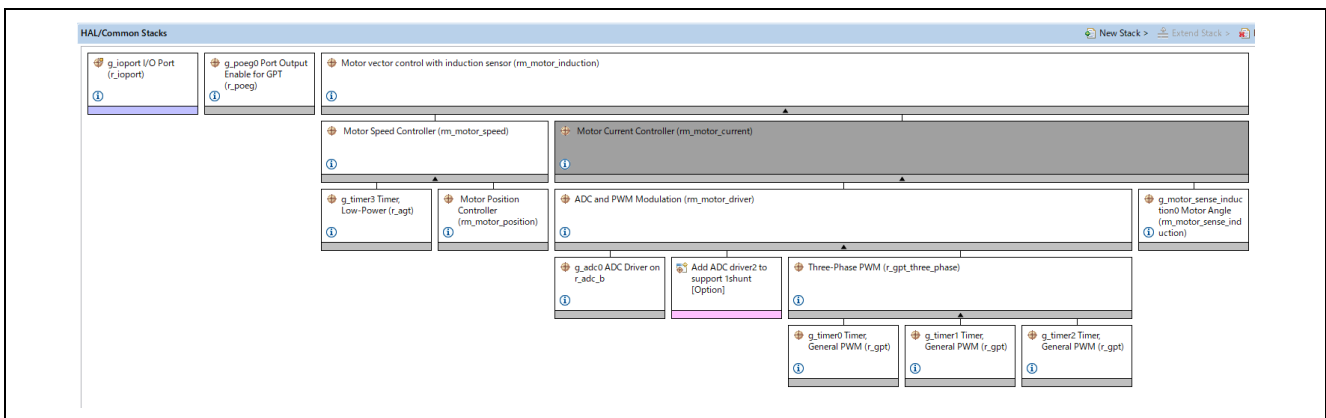 HAL/Common Stacks
New Stack >
Extend Stack >
g_ioport I/O Port
(r_ioport)
g_poeg0 Port Output
Enable for GPT
(r_poeg)
Motor vector control with induction sensor (rm_motor_induction)
Motor Speed Controller (rm_motor_speed)
Motor Current Controller (rm_motor_current)
g_timer3 Timer,
Low-Power (r_agt)
Motor Position
Controller
(rm_motor_position)
ADC and PWM Modulation (rm_motor_driver)
g_motor_sense_induc
tion0 Motor Angle
(rm_motor_sense_ind
uction)
g_adc0 ADC Driver on
r_adc_b
Add ADC driver2 to
support 1shunt
[Option]
Three-Phase PWM (r_gpt_three_phase)
g_timer0 Timer,
General PWM (r_gpt)
g_timer1 Timer,
General PWM (r_gpt)
g_timer2 Timer,
General PWM (r_gpt)